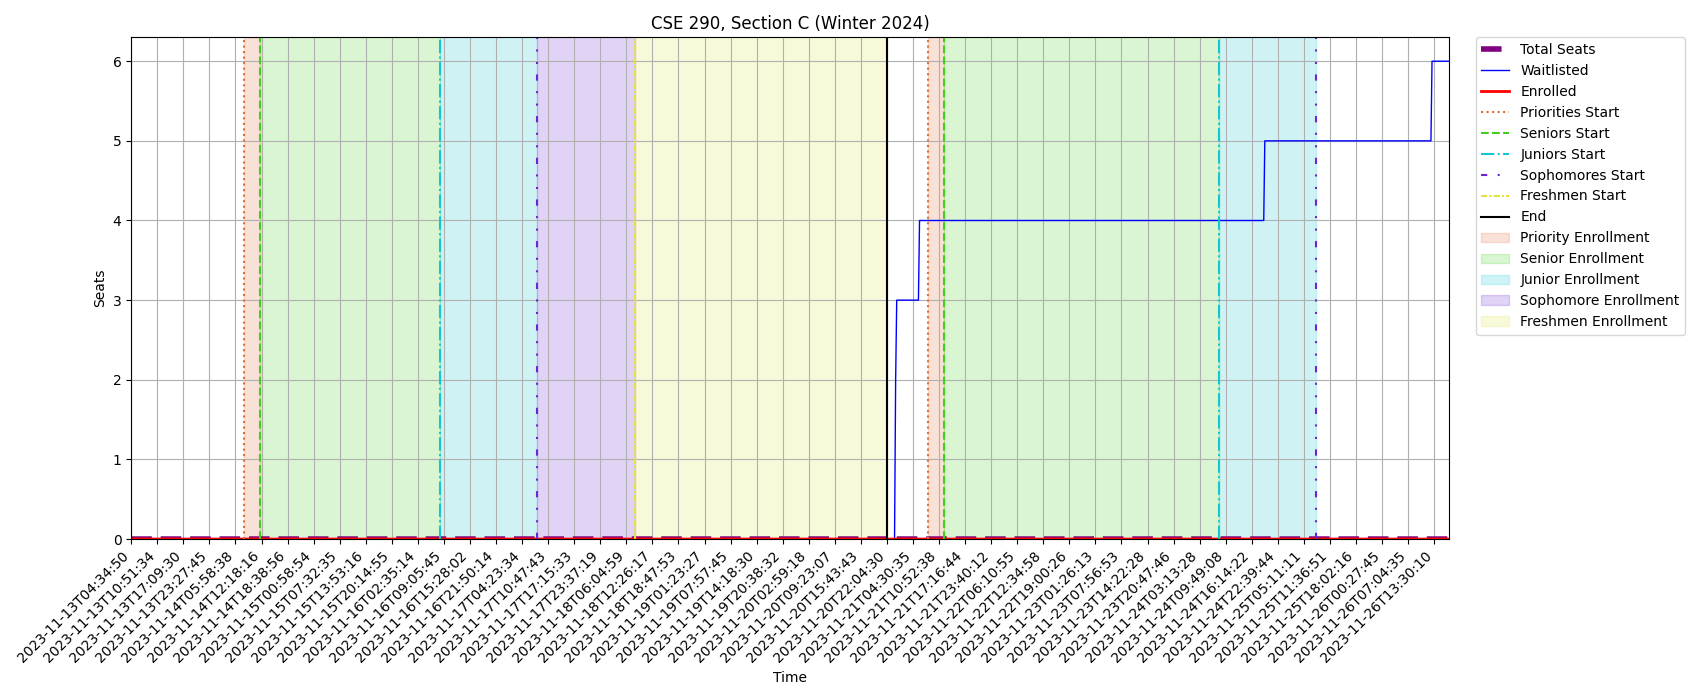 CSE 290, Section C (Winter 2024)
Seats
6
5
4
3
2
1
0
2023-11-13T04:34:50
2023-11-13T10:51:34
2023-11-13T17:09:30
2023-11-13T23:27:45
2023-11-14T05:58:38
2023-11-14T12:18:16
2023-11-14T18:38:56
2023-11-15T00:58:54
2023-11-15T07:32:35
2023-11-15T13:53:16
2023-11-15T20:14:55
2023-11-16T02:35:14
2023-11-16T09:05:45
2023-11-16T15:28:02
2023-11-16T21:50:14
2023-11-17T04:23:34
2023-11-17T10:47:43
2023-11-17T17:15:33
2023-11-17T23:37:19
2023-11-18T06:04:59
2023-11-18T12:26:17
2023-11-18T18:47:53
2023-11-19T01:23:27
2023-11-19T07:57:45
2023-11-19T14:18:30
2023-11-19T20:38:32
2023-11-20T02:59:18
2023-11-20T09:23:07
2023-11-20T15:43:43
2023-11-20T22:04:30
2023-11-21T04:30:35
2023-11-21T10:52:38
2023-11-21T17:16:44
2023-11-21T23:40:12
2023-11-22T06:10:55
2023-11-22T12:34:58
2023-11-22T19:00:26
2023-11-23T01:26:13
2023-11-23T07:56:53
2023-11-23T14:22:28
2023-11-23T20:47:46
2023-11-24T03:13:28
2023-11-24T09:49:08
2023-11-24T16:14:22
2023-11-24T22:39:44
2023-11-25T05:11:11
2023-11-25T11:36:51
2023-11-25T18:02:16
2023-11-26T00:27:45
2023-11-26T07:04:35
2023-11-26T13:30:10
Time
Total Seats
Waitlisted
Enrolled
Priorities Start
Seniors Start
Juniors Start
Sophomores Start
Freshmen Start
End
Priority Enrollment
Senior Enrollment
Junior Enrollment
Sophomore Enrollment
Freshmen Enrollment